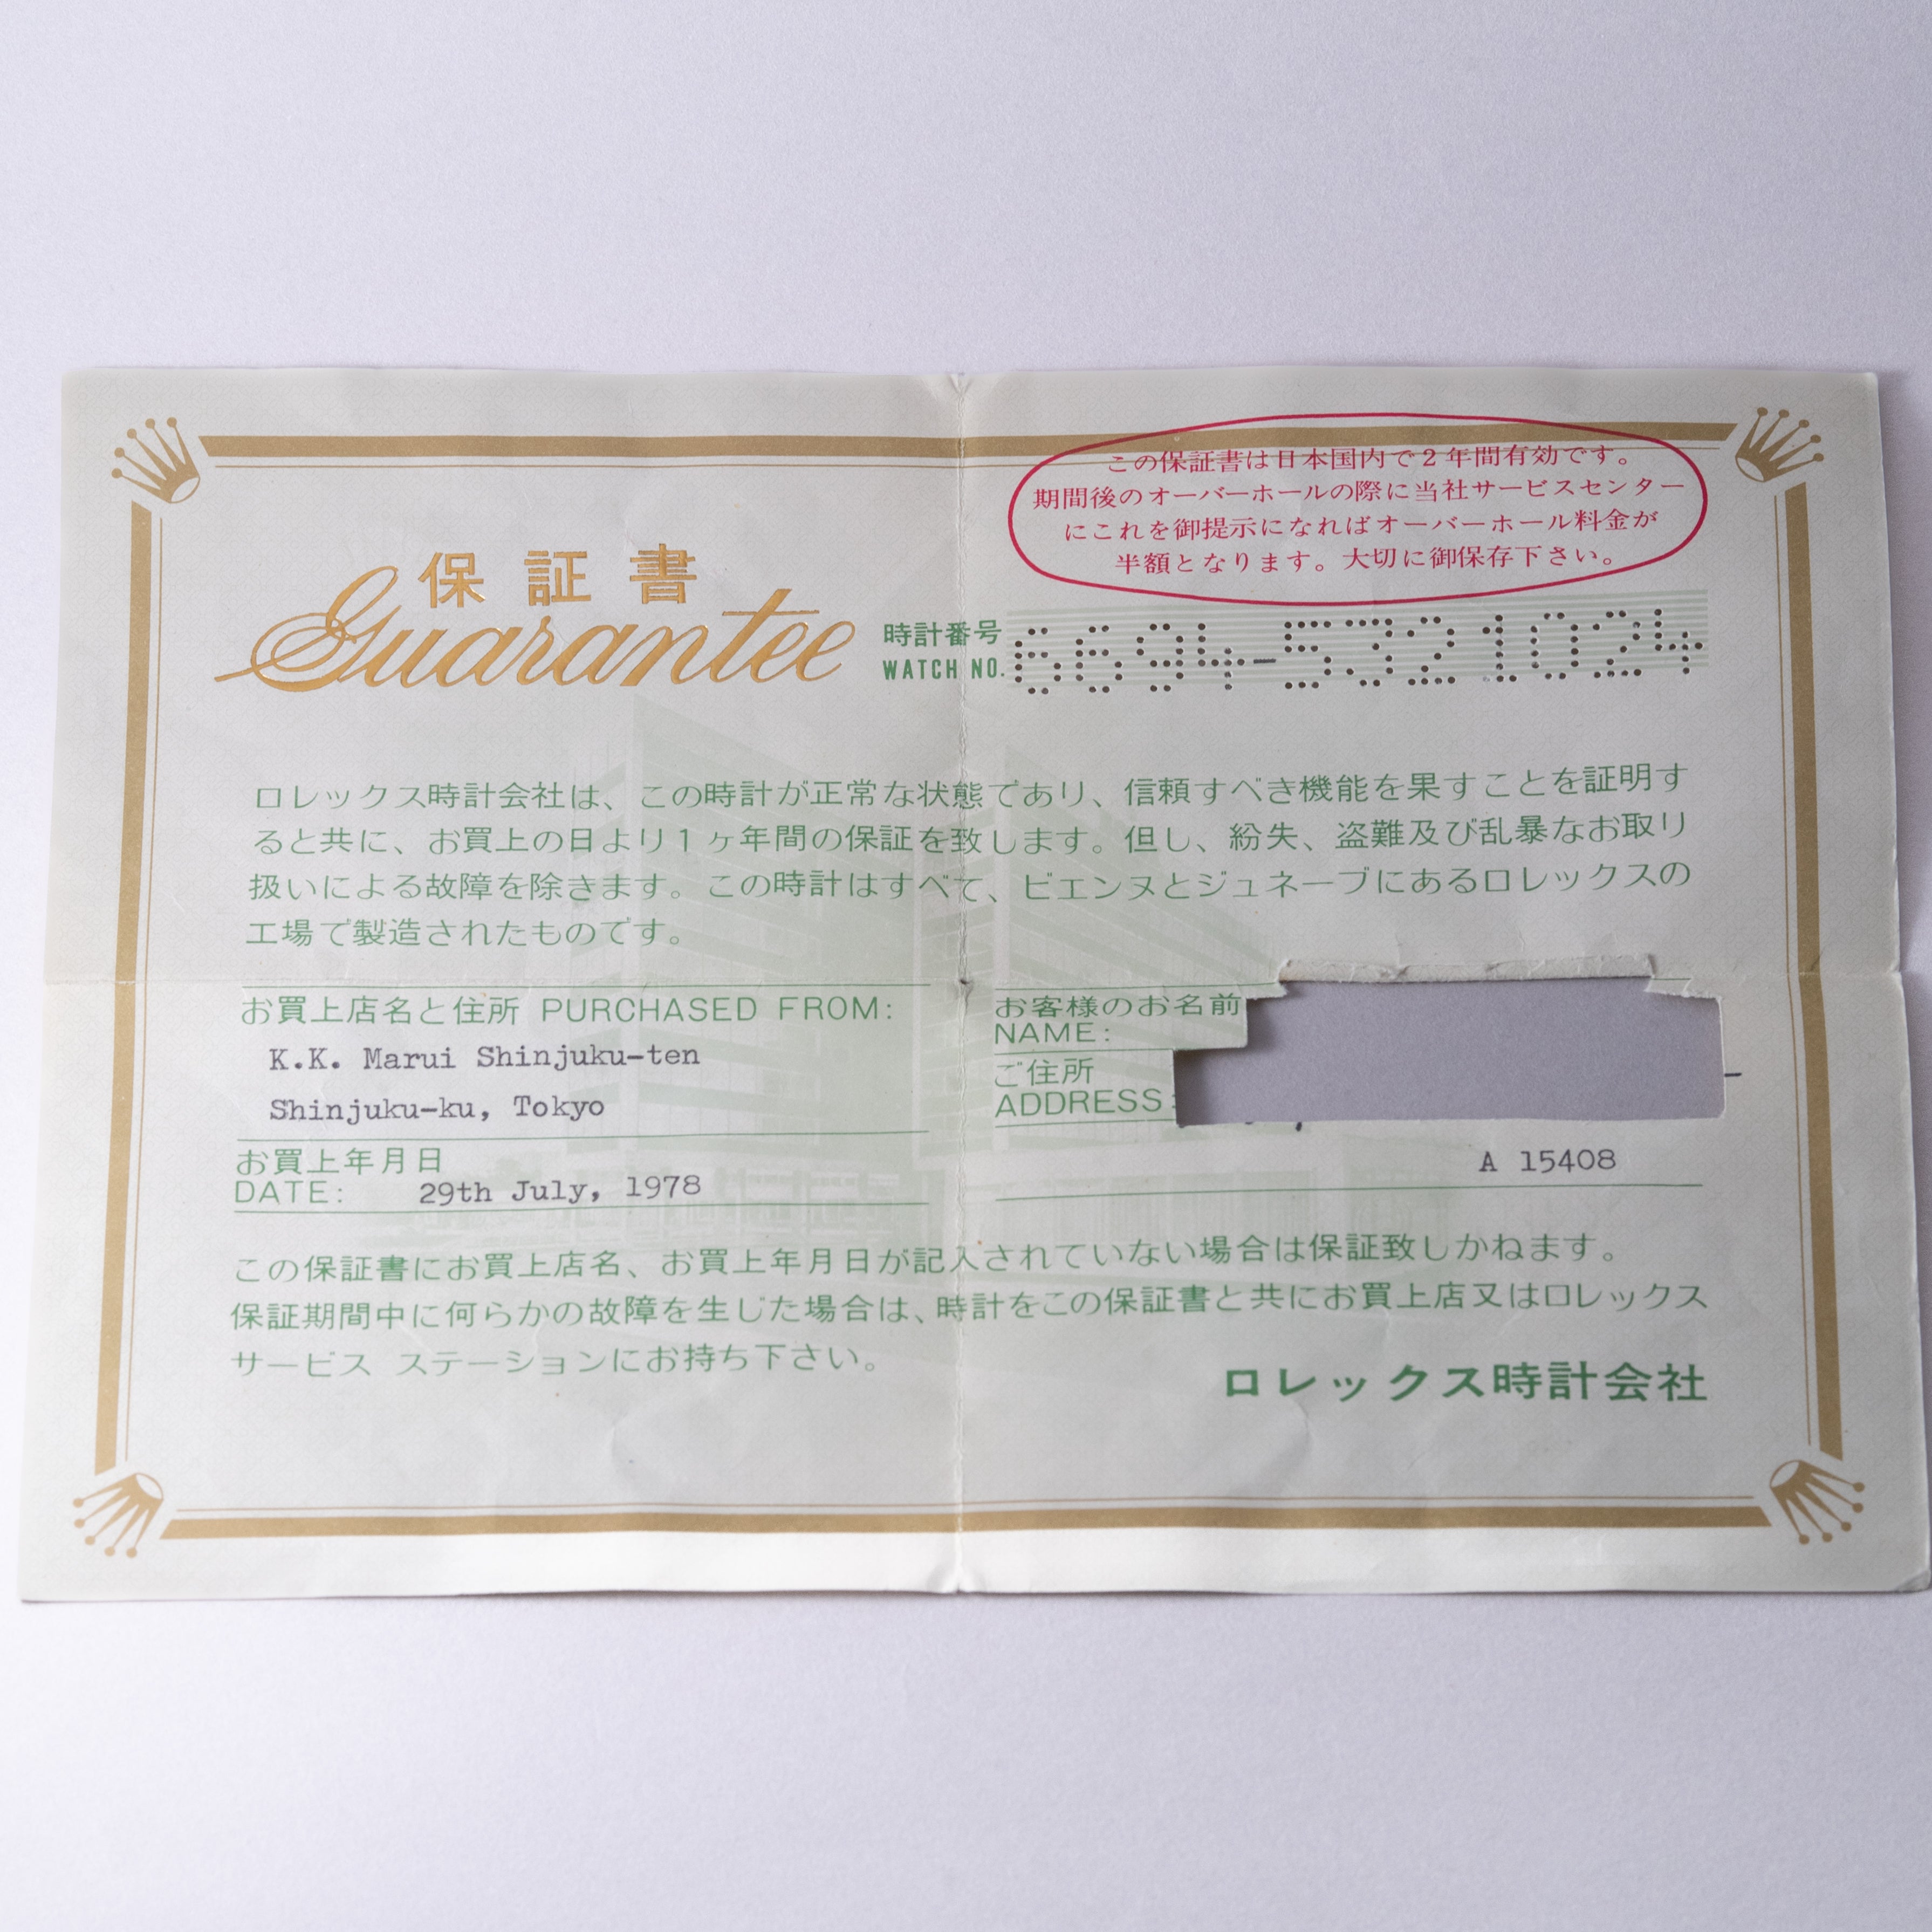 この保証書は日本国内で2年間有効です。
期間後のオーバーホールの際に当社サービスセンター
にこれを御提示になればオーバーホール料金が
半額となります。大切に御保存下さい。
保証書
Guarantee
時計番号
WATCH NO. 6694-5321024
ロレックス時計会社は、この時計が正常な状態であり、信頼すべき機能を果すことを証明す
ると共に、お買上の日より1ヶ年間の保証を致します。但し、紛失、盗難及び乱暴なお取り
扱いによる故障を除きます。この時計はすべて、ビエンヌとジュネーブにあるロレックスの
工場で製造されたものです。
お買上店名と住所 PURCHASED FROM:
K.K. Marui Shinjuku-ten
Shinjuku-ku, Tokyo
お買上年月日
DATE: 29th July, 1978
お客様のお名前
NAME:
ご住所
ADDRESS:
A 15408
この保証書にお買上店名、お買上年月日が記入されていない場合は保証致しかねます。
保証期間中に何らかの故障を生じた場合は、時計をこの保証書と共にお買上店又はロレックス
サービス ステーションにお持ち下さい。
ロレックス時計会社